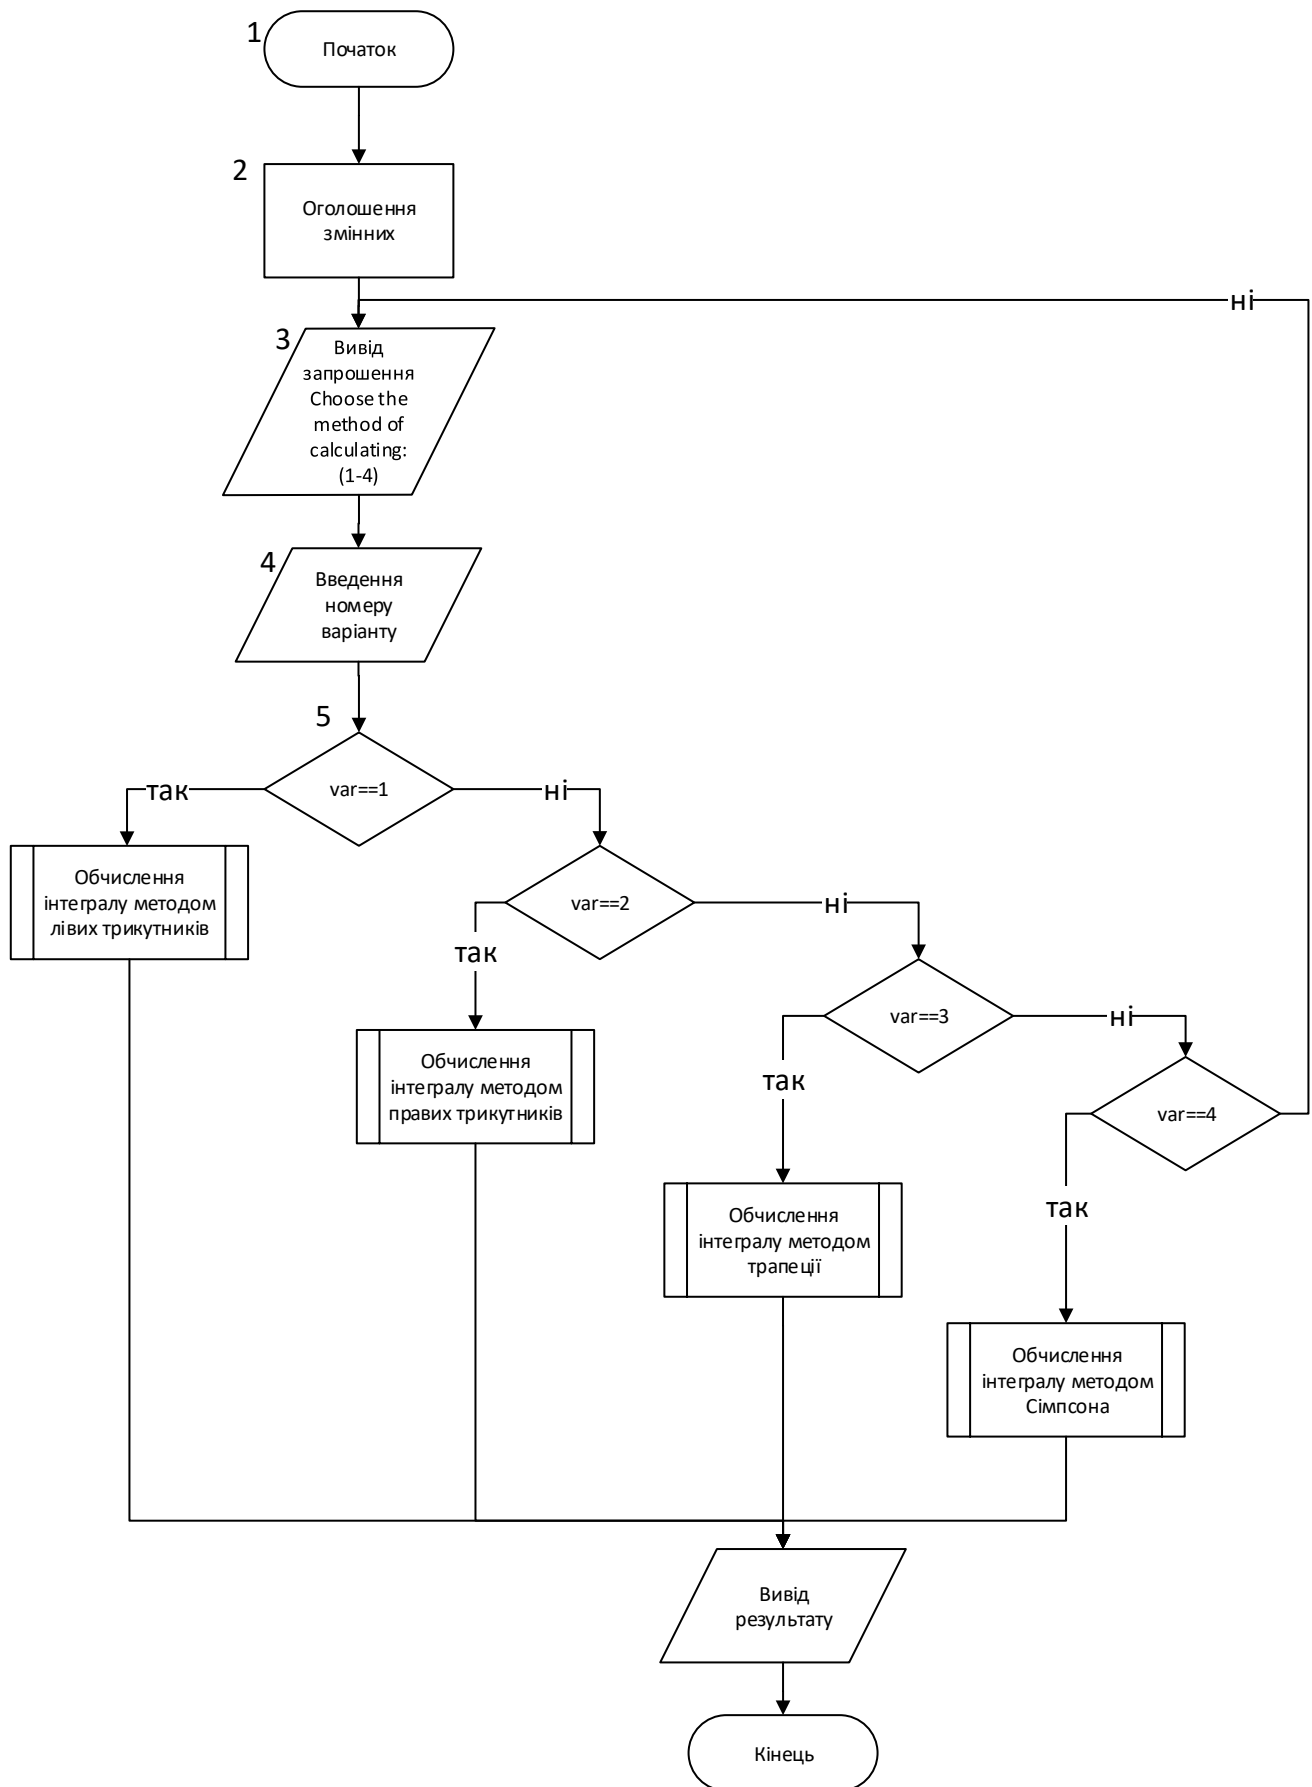 1
Початок
2
Оголошення
змінних
ні
3
Вивід
запрошення
Choose the
method of
calculating:
(1-4)
4
Введення
номеру
варіанту
5
var==1
так
ні
Обчислення
інтегралу методом
лівих трикутників
var==2
ні
так
Обчислення
інтегралу методом
правих трикутників
var==3
ні
так
Обчислення
інтегралу методом
трапеції
var==4
так
Обчислення
інтегралу методом
Сімпсона
Вивід
результату
Кінець